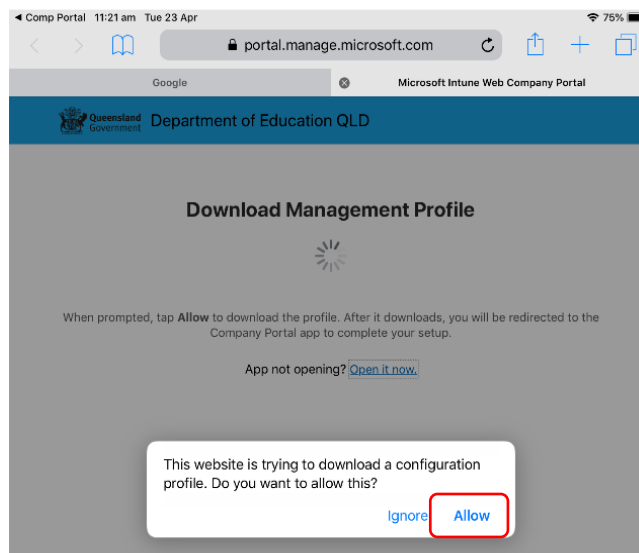 Comp Portal 11:21 am Tue 23 Apr 75%
portal.manage.microsoft.com
Google Microsoft Intune Web Company Portal
Queensland
Government
Department of Education QLD
Download Management Profile
When prompted, tap Allow to download the profile. After it downloads, you will be redirected to the
Company Portal app to complete your setup.
App not opening? Open it now.
This website is trying to download a configuration
profile. Do you want to allow this?
Ignore Allow